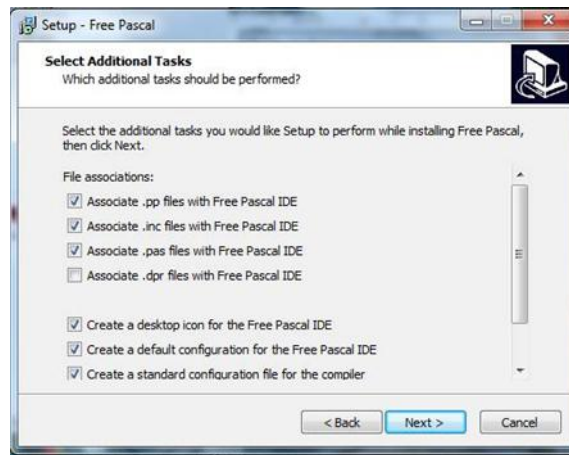 Setup - Free Pascal
Select Additional Tasks
Which additional tasks should be performed?
Select the additional tasks you would like Setup to perform while installing Free Pascal,
then click Next.
File associations:
Associate .pp files with Free Pascal IDE
Associate .inc files with Free Pascal IDE
Associate .pas files with Free Pascal IDE
Associate .dpr files with Free Pascal IDE
Create a desktop icon for the Free Pascal IDE
Create a default configuration for the Free Pascal IDE
Create a standard configuration file for the compiler
< Back Next > Cancel